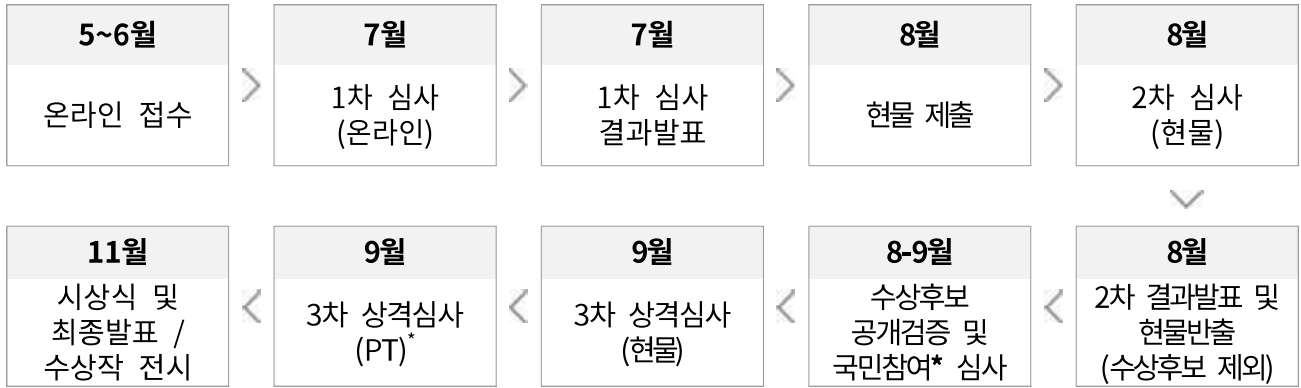 5~6월
온라인 접수
7월
1차 심사
(온라인)
7월
1차 심사
결과발표
8월
현물 제출
8월
2차 심사
(현물)
8월
2차 결과발표 및
현물반출
(수상후보 제외)
8-9월
수상후보
공개검증 및
국민참여* 심사
9월
3차 상격심사
(현물)
9월
3차 상격심사
(PT)*
11월
시상식 및
최종발표 /
수상작 전시